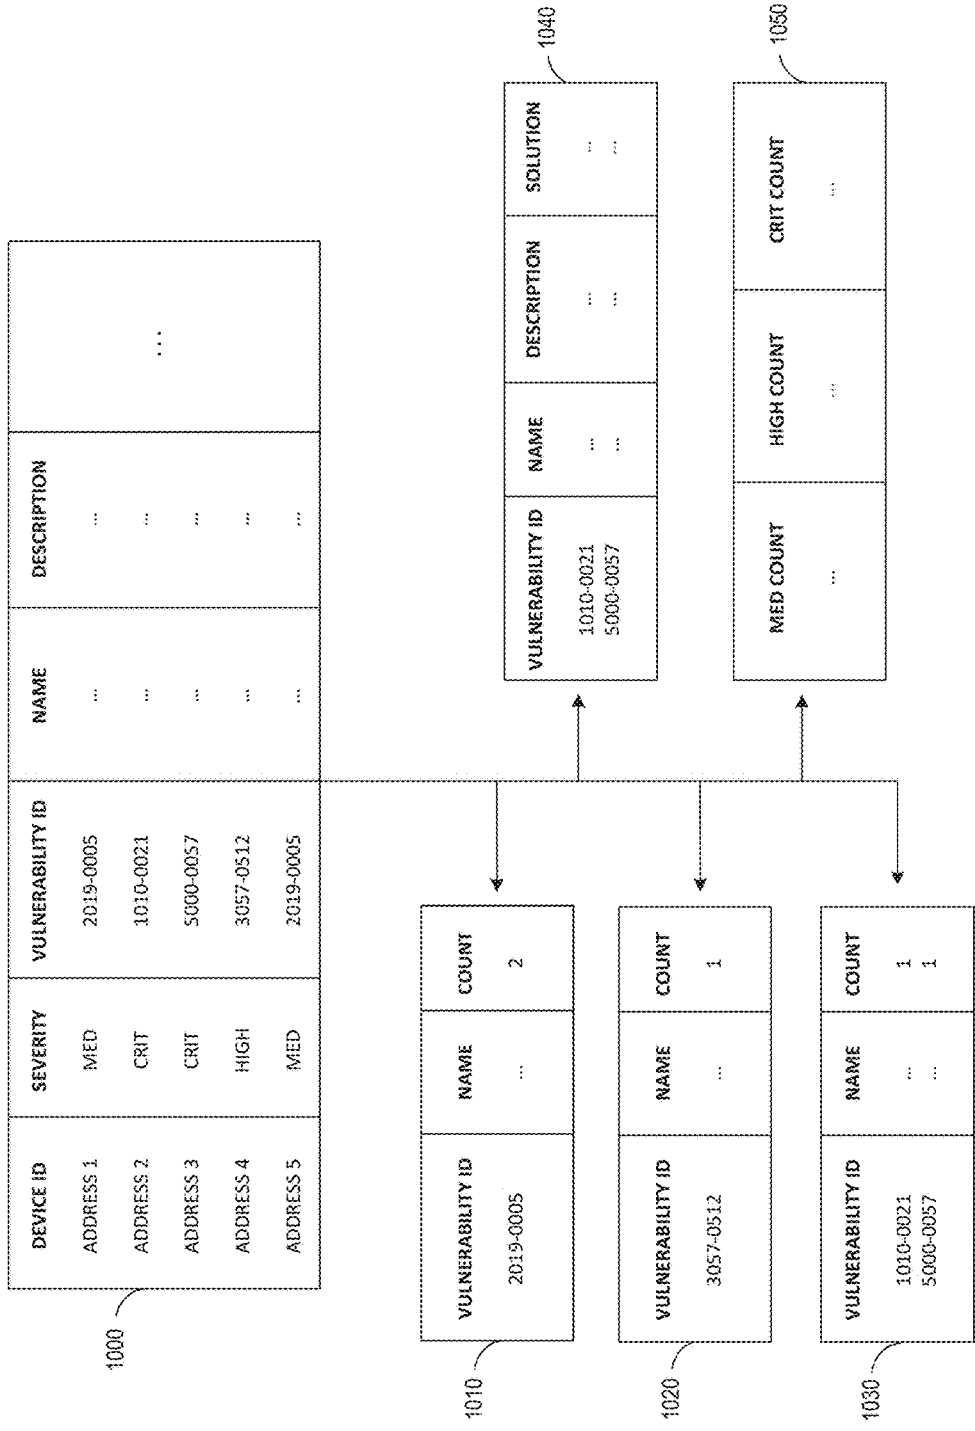 1000
DEVICE ID SEVERITY VULNERABILITY ID NAME DESCRIPTION
ADDRESS 1 MED 2019-0005 ... ... ...
ADDRESS 2 CRIT 1010-0021 ... ...
ADDRESS 3 CRIT 5000-0057 ... ...
ADDRESS 4 HIGH 3057-0512 ... ...
ADDRESS 5 MED 2019-0005 ... ...
1010
VULNERABILITY ID NAME COUNT
2019-0005 ... 2
1020
VULNERABILITY ID NAME COUNT
3057-0512 ... 1
1030
VULNERABILITY ID NAME COUNT
1010-0021 ... 1
5000-0057 ... 1
1040
VULNERABILITY ID NAME DESCRIPTION SOLUTION
1010-0021 ... ... ...
5000-0057 ... ... ...
1050
MED COUNT HIGH COUNT CRIT COUNT
... ... ...